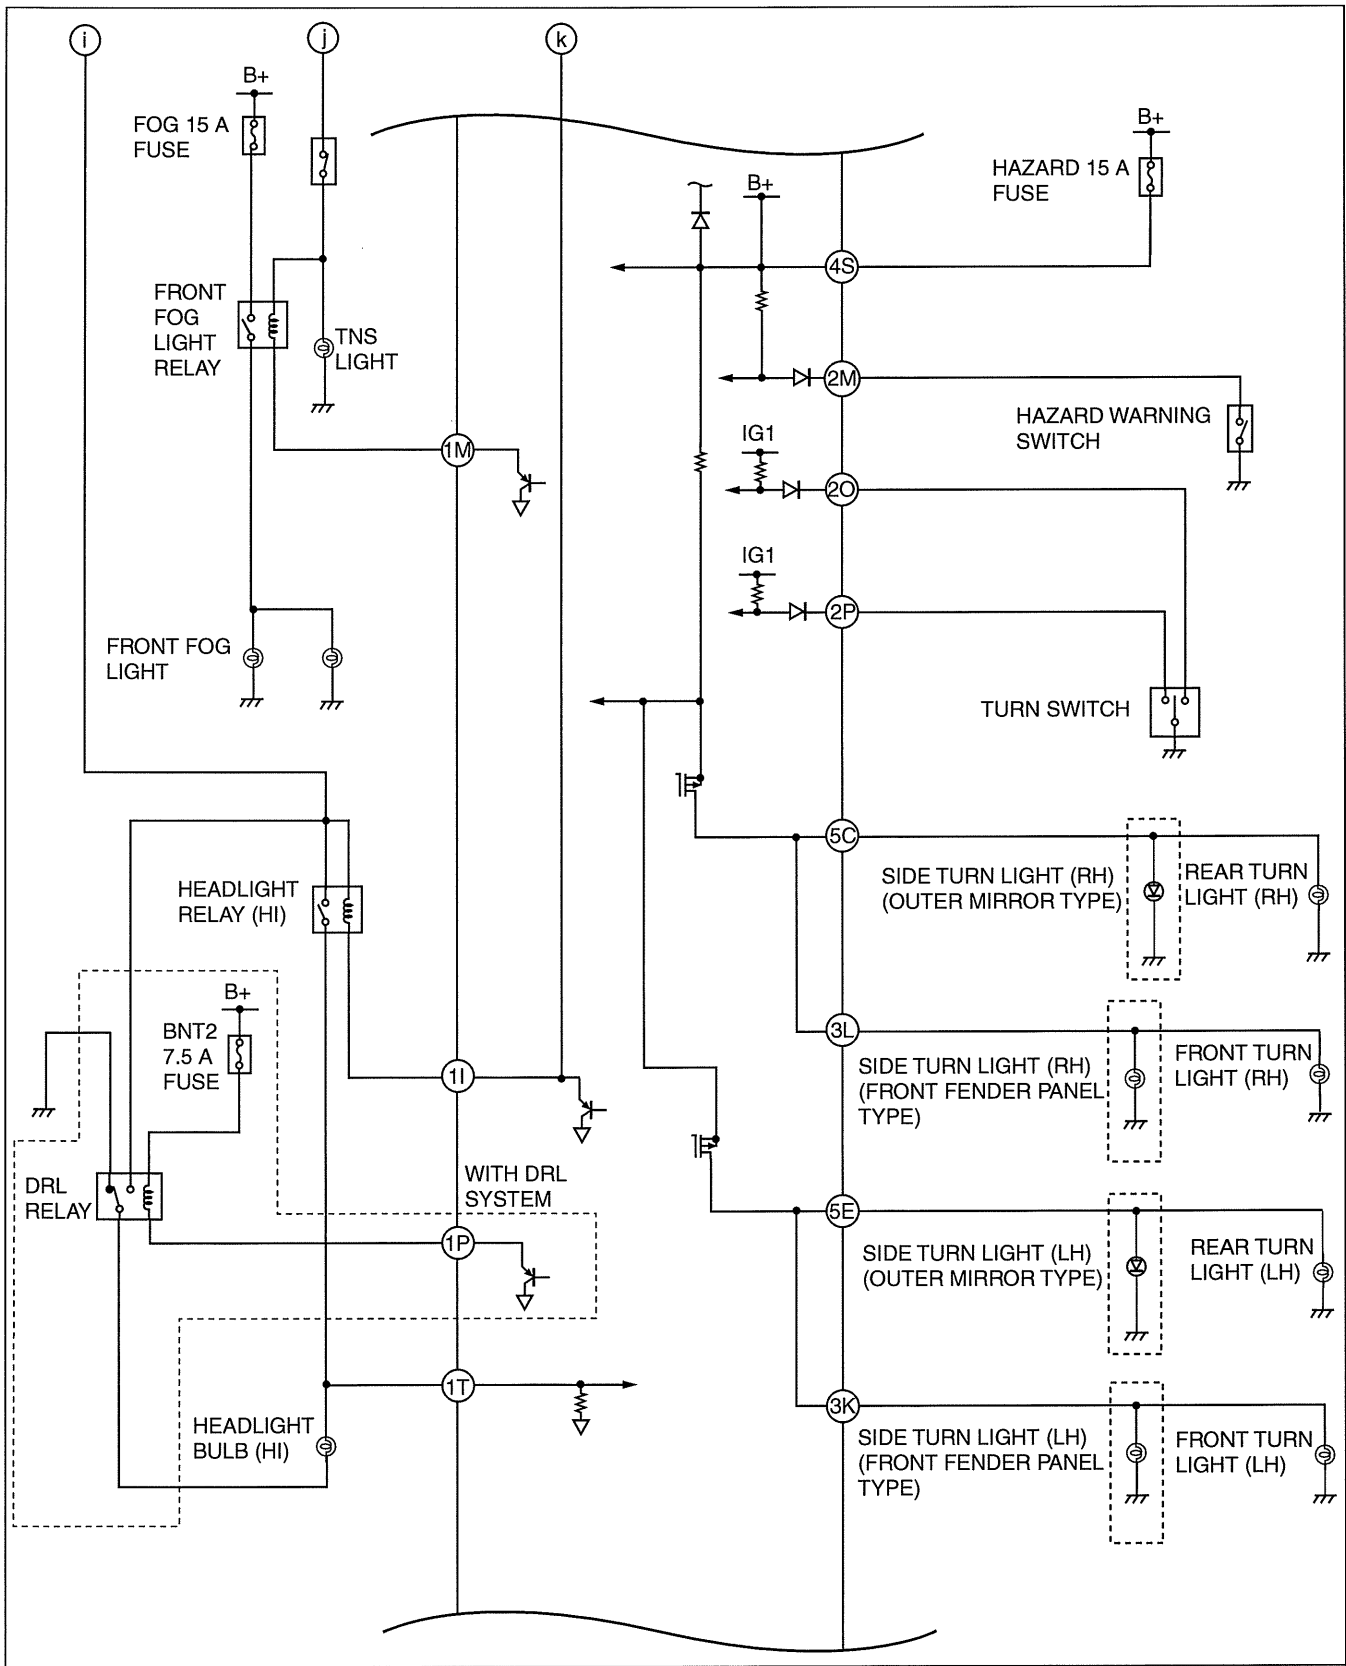 i
j
k
B+
FOG 15 A
FUSE
B+
HAZARD 15 A
FUSE
B+
4S
FRONT
FOG
LIGHT
RELAY
TNS
LIGHT
2M
HAZARD WARNING
SWITCH
1M
IG1
2O
IG1
2P
FRONT FOG
LIGHT
TURN SWITCH
5C
HEADLIGHT
RELAY (HI)
SIDE TURN LIGHT (RH)
(OUTER MIRROR TYPE)
REAR TURN
LIGHT (RH)
B+
BNT2
7.5 A
FUSE
3L
1I
SIDE TURN LIGHT (RH)
(FRONT FENDER PANEL
TYPE)
FRONT TURN
LIGHT (RH)
DRL
RELAY
WITH DRL
SYSTEM
5E
1P
SIDE TURN LIGHT (LH)
(OUTER MIRROR TYPE)
REAR TURN
LIGHT (LH)
1T
3K
HEADLIGHT
BULB (HI)
SIDE TURN LIGHT (LH)
(FRONT FENDER PANEL
TYPE)
FRONT TURN
LIGHT (LH)